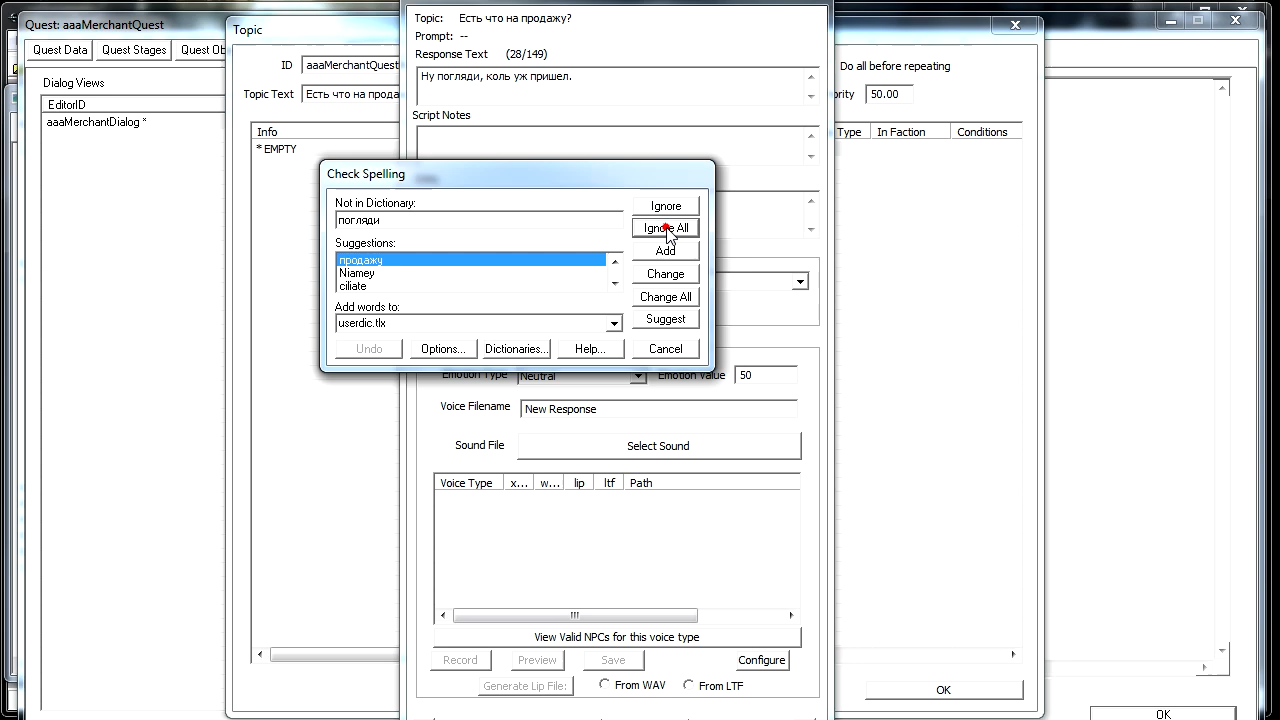 Quest: aaaMerchantQuest
Quest Data
Quest Stages
Quest Ob
Dialog Views
EditorID
aaaMerchantDialog *
Topic
ID
aaaMerchantQuest
Topic Text
Есть что на прода
Info
* EMPTY
Topic: Есть что на продажу?
Prompt: --
Response Text (28/149)
Ну погляди, коль уж пришел.
Script Notes
Check Spelling
Not in Dictionary:
погляди
Suggestions:
продажу
Niamey
ciliate
Add words to:
userdic.tlx
Ignore
Ignore All
Add
Change
Change All
Suggest
Undo
Options...
Dictionaries...
Help...
Cancel
Emotion Type
Neutral
Emotion Value
50
Voice Filename
New Response
Sound File
Select Sound
Voice Type x... w... lip ltf Path
View Valid NPCs for this voice type
Record
Preview
Save
Configure
Generate Lip File:
From WAV
From LTF
Do all before repeating
ority
50.00
Type
In Faction
Conditions
OK
OK